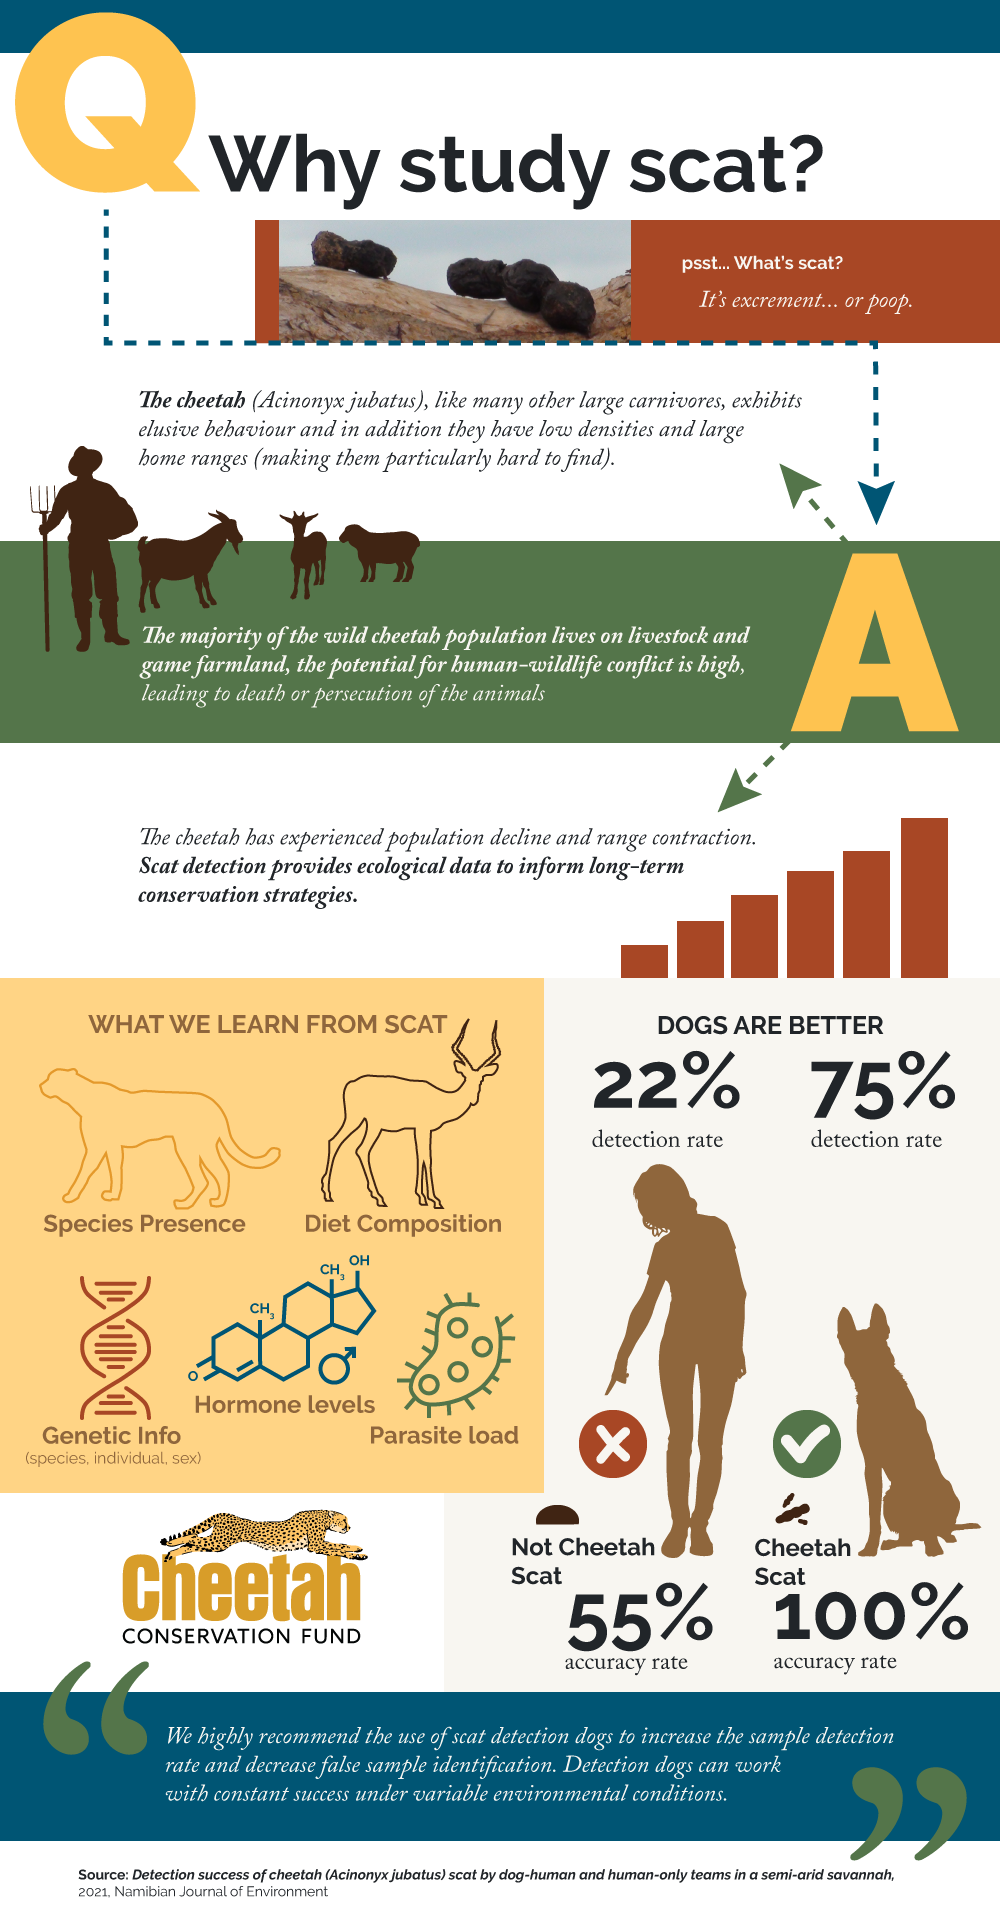 Q
Why study scat?
psst... What's scat?
It's excrement... or poop.
The cheetah (Acinonyx jubatus), like many other large carnivores, exhibits
elusive behaviour and in addition they have low densities and large
home ranges (making them particularly hard to find).
A
The majority of the wild cheetah population lives on livestock and
game farmland, the potential for human-wildlife conflict is high,
leading to death or persecution of the animals
The cheetah has experienced population decline and range contraction.
Scat detection provides ecological data to inform long-term
conservation strategies.
WHAT WE LEARN FROM SCAT
Species Presence
Diet Composition
CH3
OH
CH3
O
Hormone levels
Genetic Info
(species, individual, sex)
Parasite load
DOGS ARE BETTER
22%
detection rate
75%
detection rate
Not Cheetah
Scat
55%
accuracy rate
Cheetah
Scat
100%
accuracy rate
Cheetah
CONSERVATION FUND
“
We highly recommend the use of scat detection dogs to increase the sample detection
rate and decrease false sample identification. Detection dogs can work
with constant success under variable environmental conditions.
”
Source: Detection success of cheetah (Acinonyx jubatus) scat by dog-human and human-only teams in a semi-arid savannah,
2021, Namibian Journal of Environment